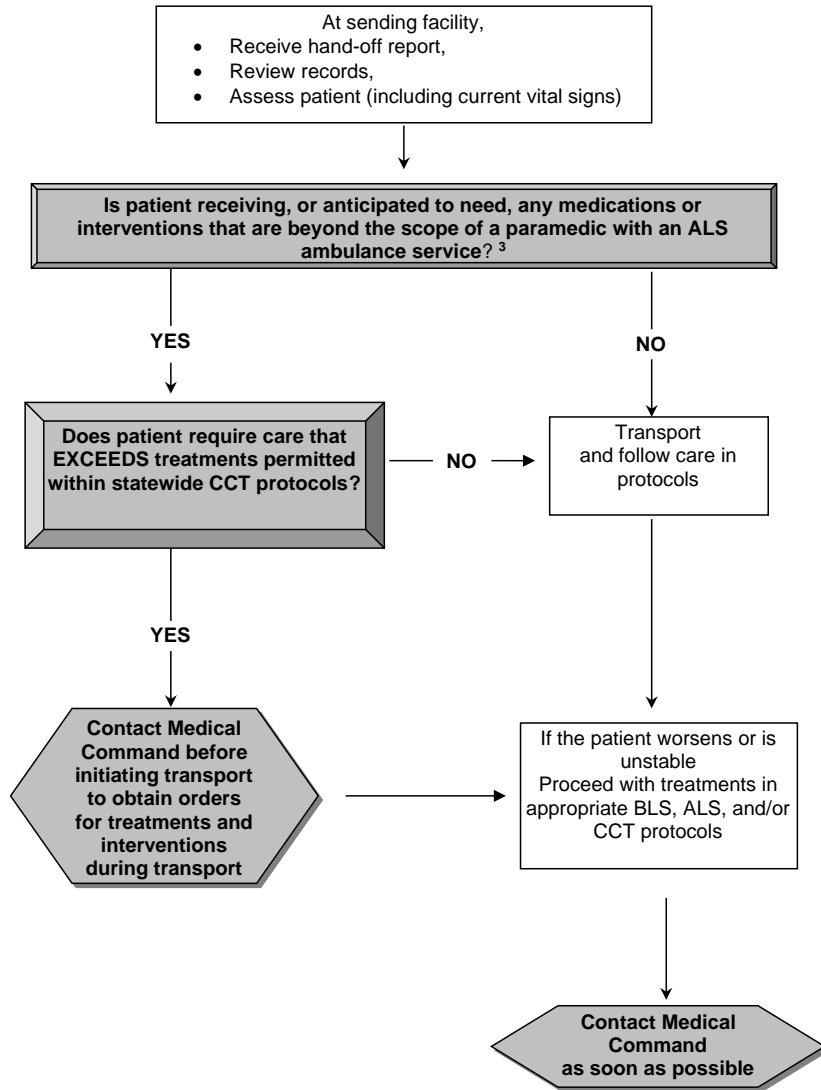 At sending facility,
• Receive hand-off report,
• Review records,
• Assess patient (including current vital signs)
Is patient receiving, or anticipated to need, any medications or
interventions that are beyond the scope of a paramedic with an ALS
ambulance service? 3
YES
NO
Does patient require care that
EXCEEDS treatments permitted
within statewide CCT protocols?
NO
Transport
and follow care in
protocols
YES
Contact Medical
Command before
initiating transport
to obtain orders
for treatments and
interventions
during transport
If the patient worsens or is
unstable
Proceed with treatments in
appropriate BLS, ALS, and/or
CCT protocols
Contact Medical
Command
as soon as possible